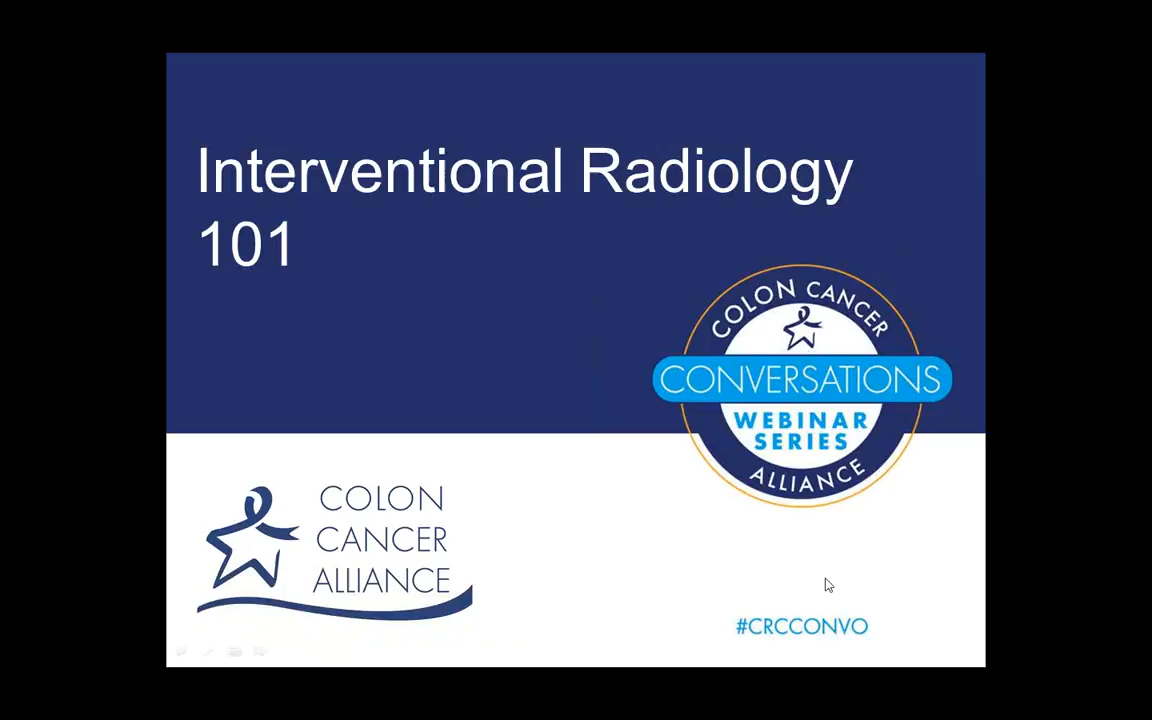 Interventional Radiology
101
COLON CANCER
CONVERSATIONS
WEBINAR
SERIES
ALLIANCE
COLON
CANCER
ALLIANCE
#CRCCONVO